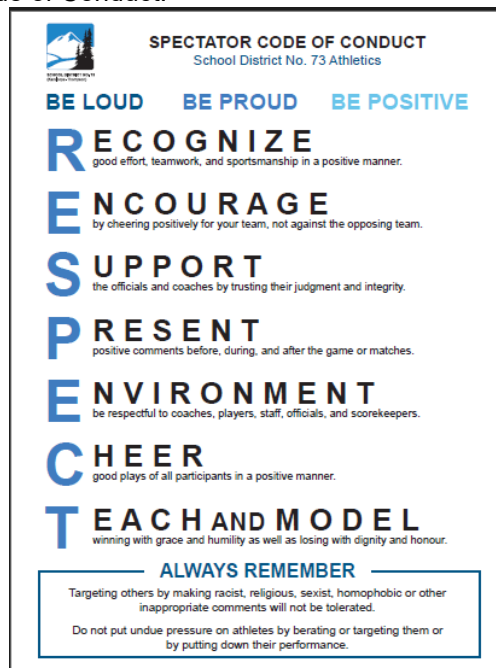 SPECTATOR CODE OF CONDUCT
School District No. 73 Athletics
BE LOUD BE PROUD BE POSITIVE
RECOGNIZE
good effort, teamwork, and sportsmanship in a positive manner.
ENCOURAGE
by cheering positively for your team, not against the opposing team.
SUPPORT
the officials and coaches by trusting their judgment and integrity.
PRESENT
positive comments before, during, and after the game or matches.
ENVIRONMENT
be respectful to coaches, players, staff, officials, and scorekeepers.
CHEER
good plays of all participants in a positive manner.
TEACH AND MODEL
winning with grace and humility as well as losing with dignity and honour.
ALWAYS REMEMBER
Targeting others by making racist, religious, sexist, homophobic or other
inappropriate comments will not be tolerated.
Do not put undue pressure on athletes by berating or targeting them or
by putting down their performance.